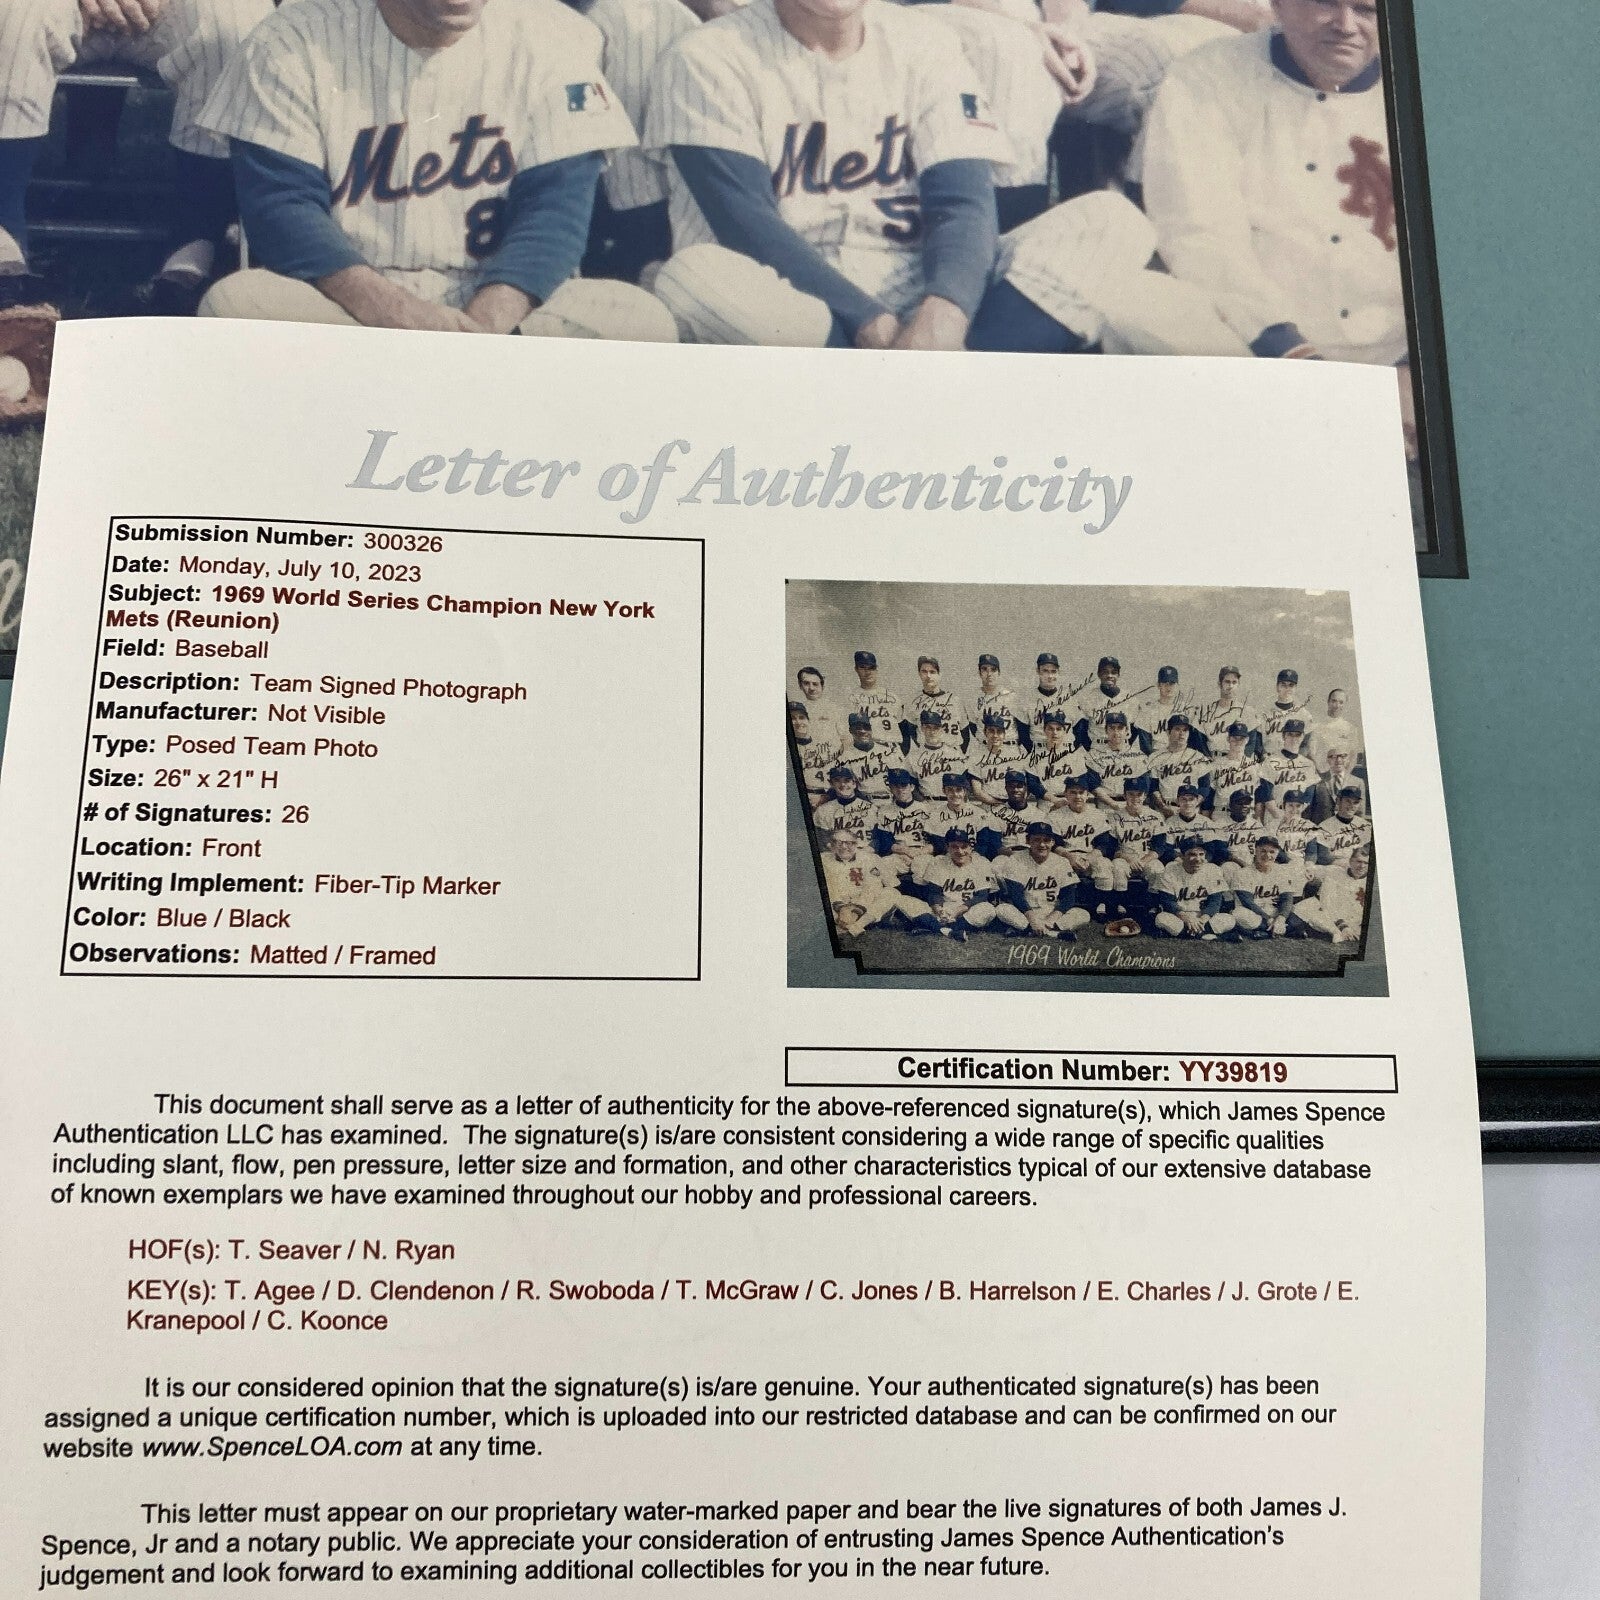 Mets
8
Mets
5
Letter of Authenticity
Submission Number: 300326
Date: Monday, July 10, 2023
Subject: 1969 World Series Champion New York
Mets (Reunion)
Field: Baseball
Description: Team Signed Photograph
Manufacturer: Not Visible
Type: Posed Team Photo
Size: 26" x 21" H
# of Signatures: 26
Location: Front
Writing Implement: Fiber-Tip Marker
Color: Blue / Black
Observations: Matted / Framed
1969 World Champions
Certification Number: YY39819
This document shall serve as a letter of authenticity for the above-referenced signature(s), which James Spence
Authentication LLC has examined. The signature(s) is/are consistent considering a wide range of specific qualities
including slant, flow, pen pressure, letter size and formation, and other characteristics typical of our extensive database
of known exemplars we have examined throughout our hobby and professional careers.
HOF(s): T. Seaver / N. Ryan
KEY(s): T. Agee / D. Clendenon / R. Swoboda / T. McGraw / C. Jones / B. Harrelson / E. Charles / J. Grote / E.
Kranepool / C. Koonce
It is our considered opinion that the signature(s) is/are genuine. Your authenticated signature(s) has been
assigned a unique certification number, which is uploaded into our restricted database and can be confirmed on our
website www.SpenceLOA.com at any time.
This letter must appear on our proprietary water-marked paper and bear the live signatures of both James J.
Spence, Jr and a notary public. We appreciate your consideration of entrusting James Spence Authentication's
judgement and look forward to examining additional collectibles for you in the near future.